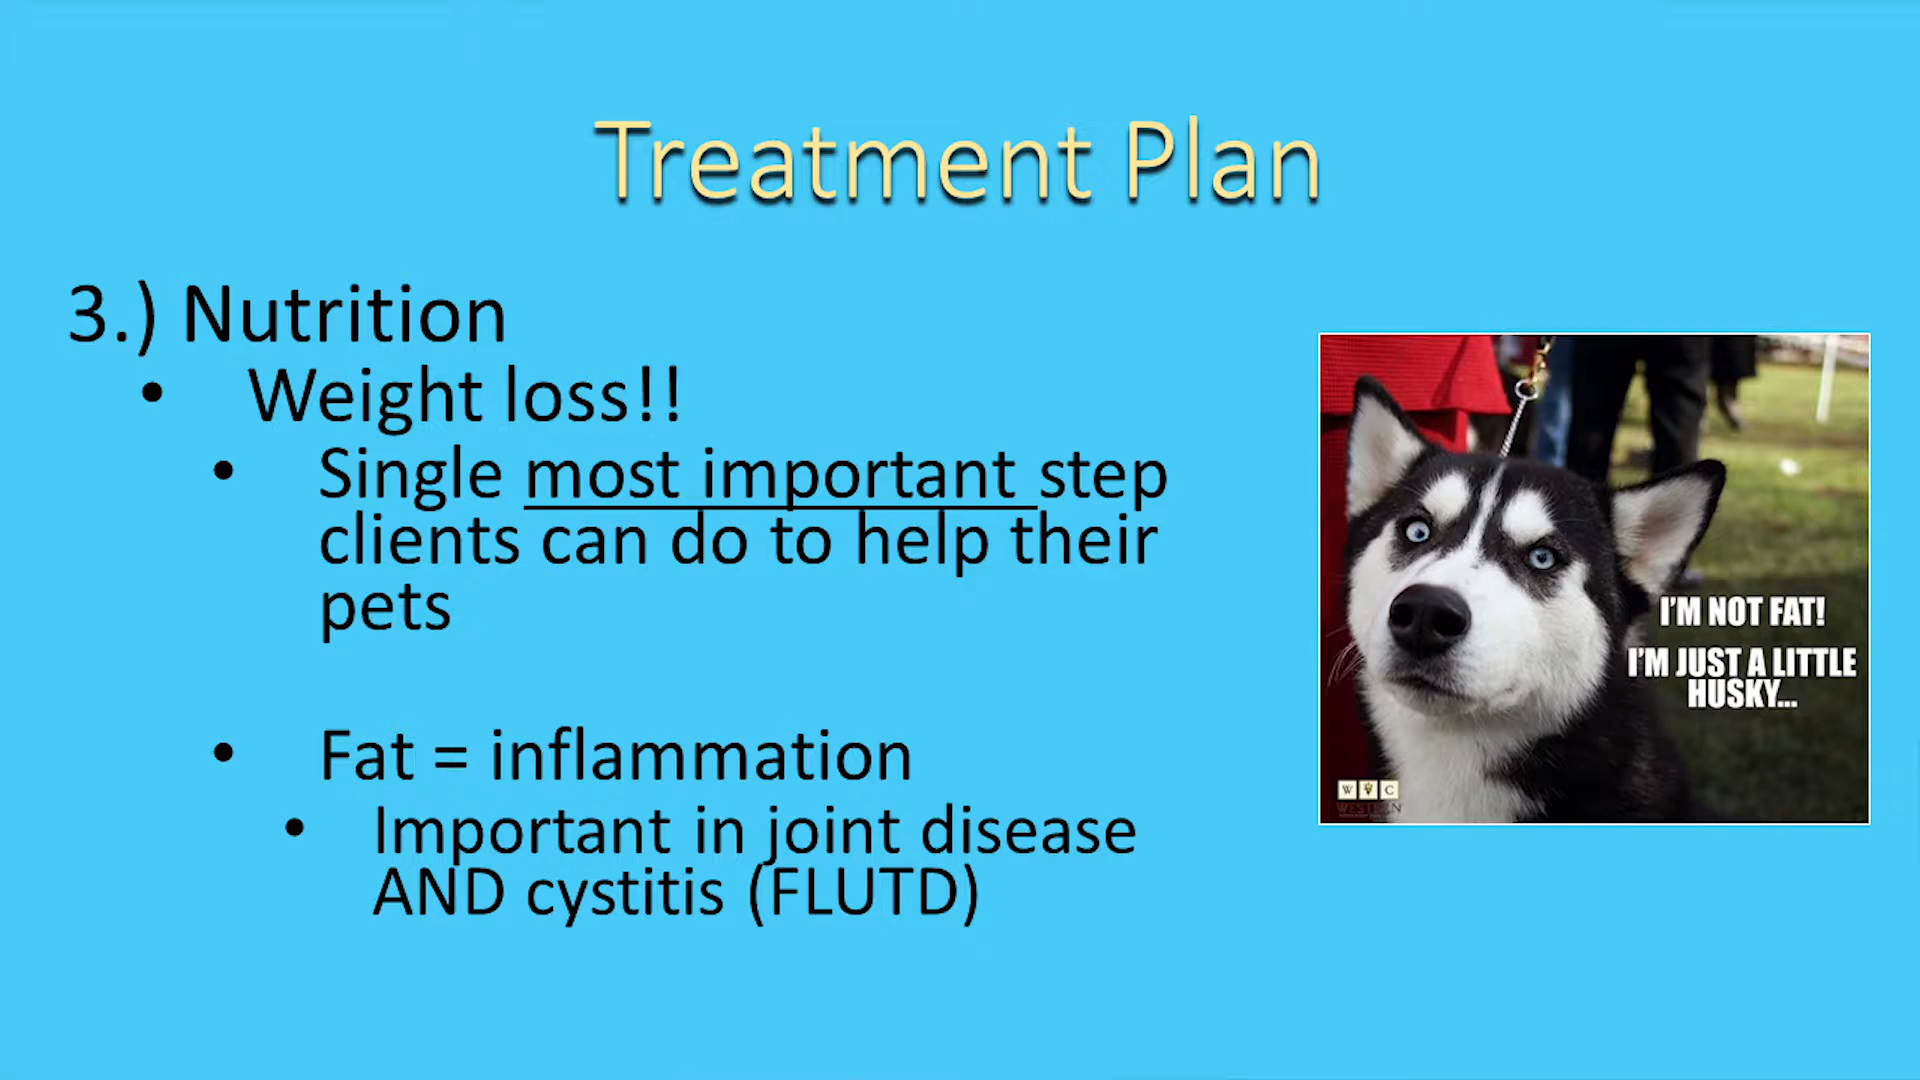 Treatment Plan
3.) Nutrition
• Weight loss!!
• Single most important step
clients can do to help their
pets
• Fat = inflammation
• Important in joint disease
AND cystitis (FLUTD)
I'M NOT FAT!
I'M JUST A LITTLE
HUSKY...
W V C
WESTERN